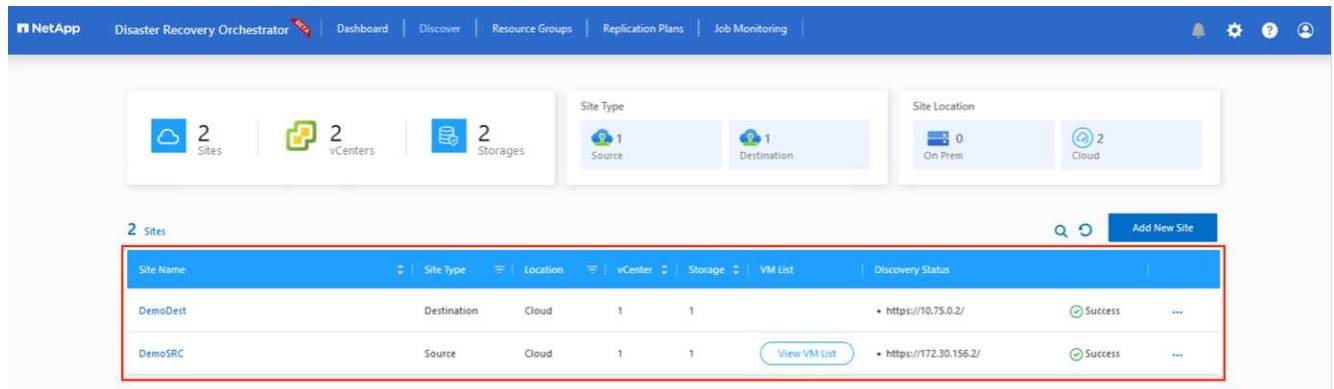 NetApp Disaster Recovery Orchestrator Dashboard Discover Resource Groups Replication Plans Job Monitoring
2 Sites
2 vCenters
2 Storages
Site Type
1 Source
1 Destination
Site Location
0 On Prem
2 Cloud
2 Sites
Add New Site
Site Name Site Type Location vCenter Storage VM List Discovery Status
DemoDest Destination Cloud 1 1 • https://10.75.0.2/ Success ...
DemoSRC Source Cloud 1 1 View VM List • https://172.30.156.2/ Success ...